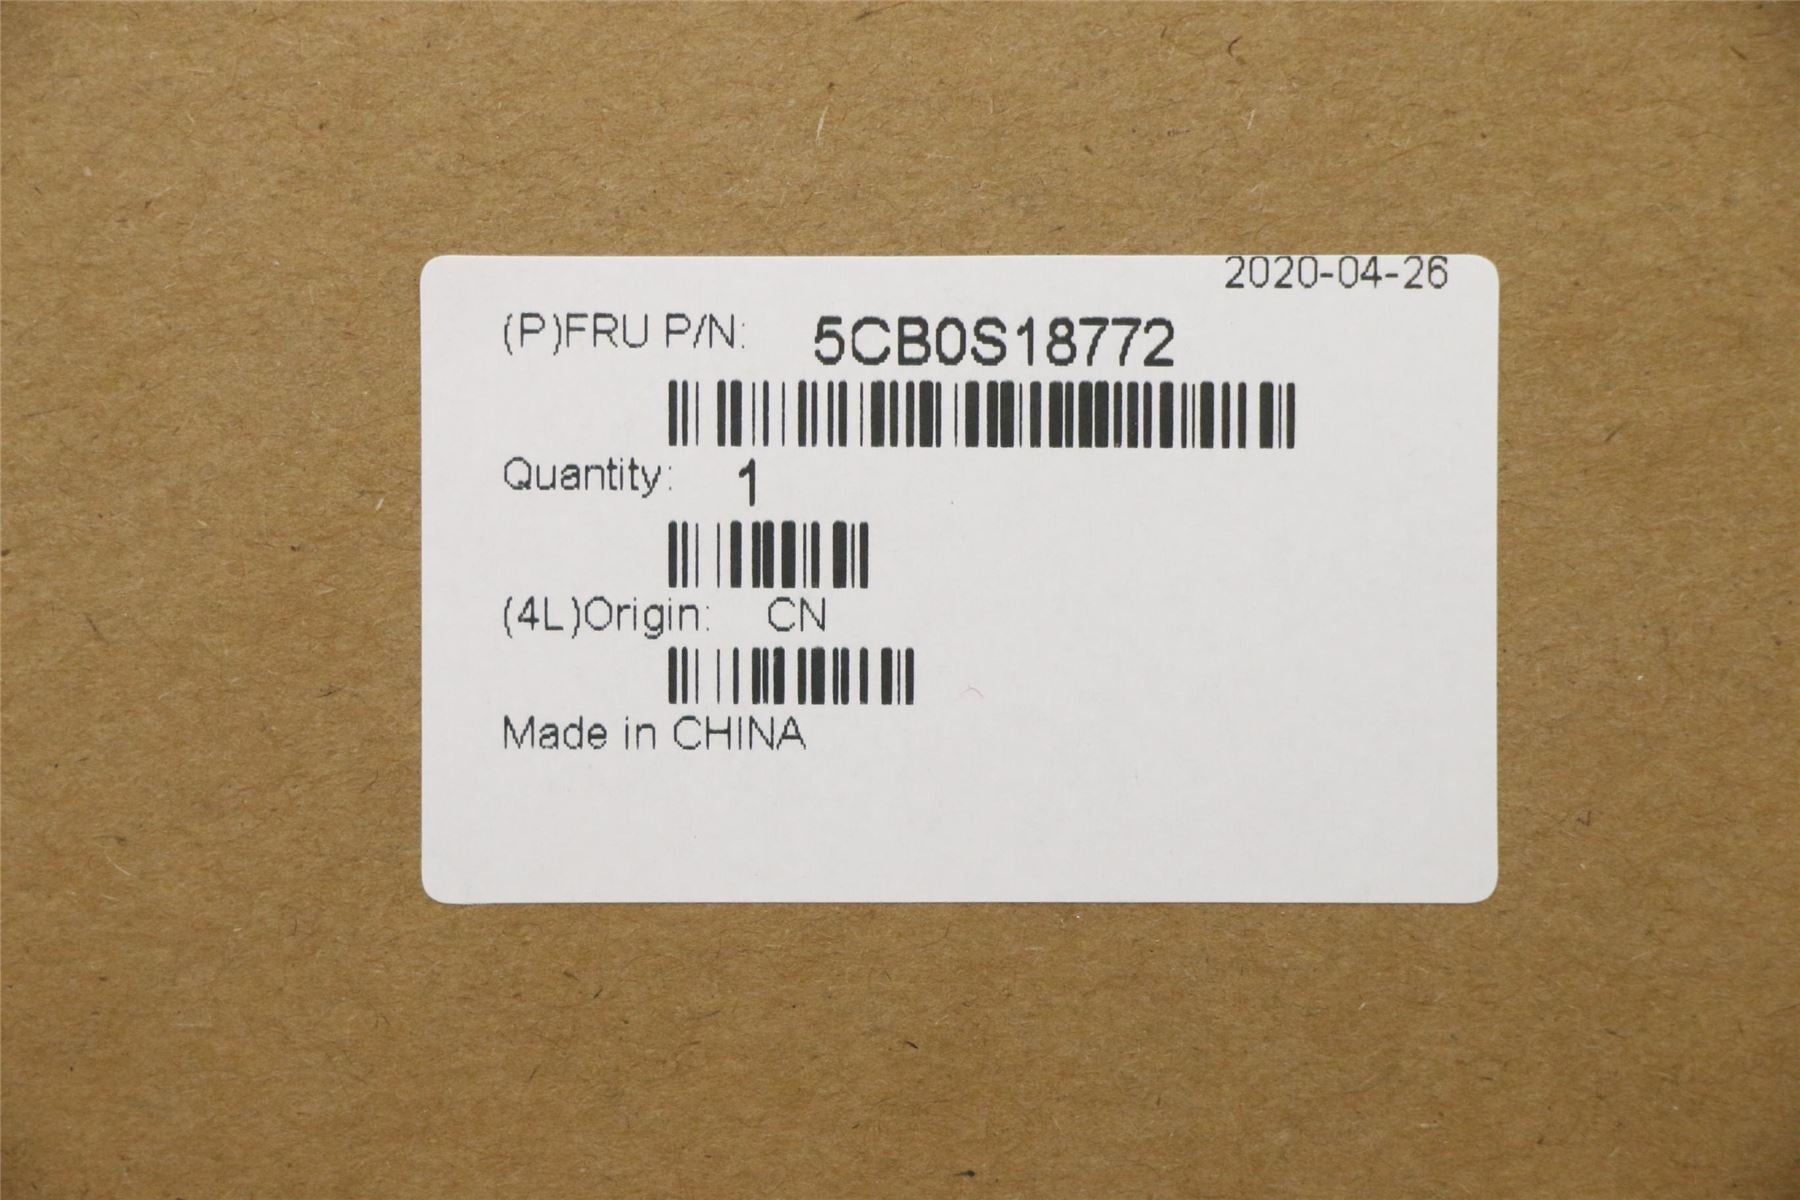 2020-04-26
(P)FRU P/N: 5CB0S18772
Quantity: 1
(4L)Origin: CN
Made in CHINA